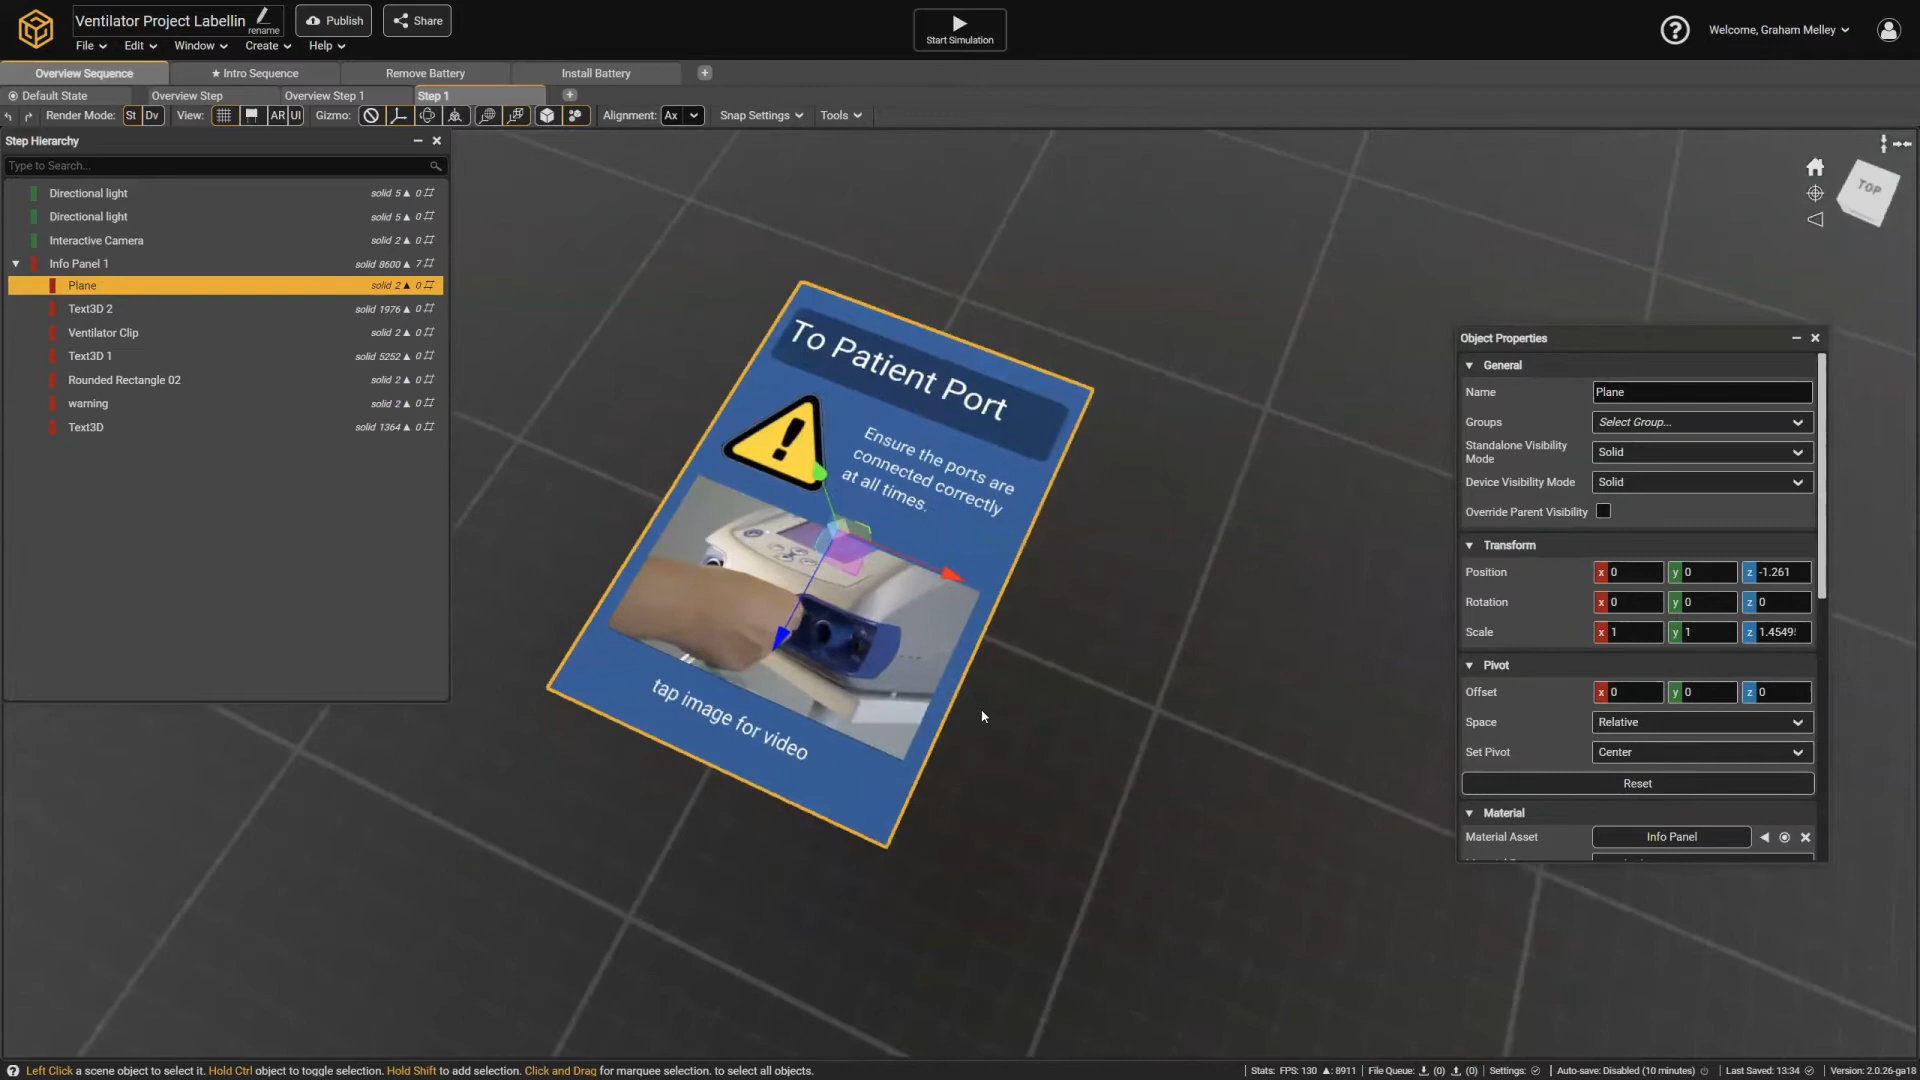 Ventilator Project Labellin
rename
Publish
Share
Start Simulation
Welcome, Graham Melley
File
Edit
Window
Create
Help
Overview Sequence
★ Intro Sequence
Remove Battery
Install Battery
Default State
Overview Step
Overview Step 1
Step 1
Render Mode: St Dv View: AR UI Gizmo: Alignment: Ax Snap Settings Tools
Step Hierarchy
Type to Search...
Directional light solid 5 ▲ 0
Directional light solid 5 ▲ 0
Interactive Camera solid 2 ▲ 0
Info Panel 1 solid 8600 ▲ 7
Plane solid 2 ▲ 0
Text3D 2 solid 1976 ▲ 0
Ventilator Clip solid 2 ▲ 0
Text3D 1 solid 5252 ▲ 0
Rounded Rectangle 02 solid 2 ▲ 0
warning solid 2 ▲ 0
Text3D solid 1364 ▲ 0
To Patient Port
Ensure the ports are
connected correctly
at all times.
tap image for video
TOP
Object Properties
General
Name Plane
Groups Select Group...
Standalone Visibility
Mode Solid
Device Visibility Mode Solid
Override Parent Visibility
Transform
Position x 0 y 0 z -1.261
Rotation x 0 y 0 z 0
Scale x 1 y 1 z 1.4549
Pivot
Offset x 0 y 0 z 0
Space Relative
Set Pivot Center
Reset
Material
Material Asset Info Panel
Left Click a scene object to select it. Hold Ctrl object to toggle selection. Hold Shift to add selection. Click and Drag for marquee selection. to select all objects.
Stats: FPS: 130 ▲: 8911 File Queue: (0) (0) Settings: Auto-save: Disabled (10 minutes) Last Saved: 13:34 Version: 2.0.26-ga18